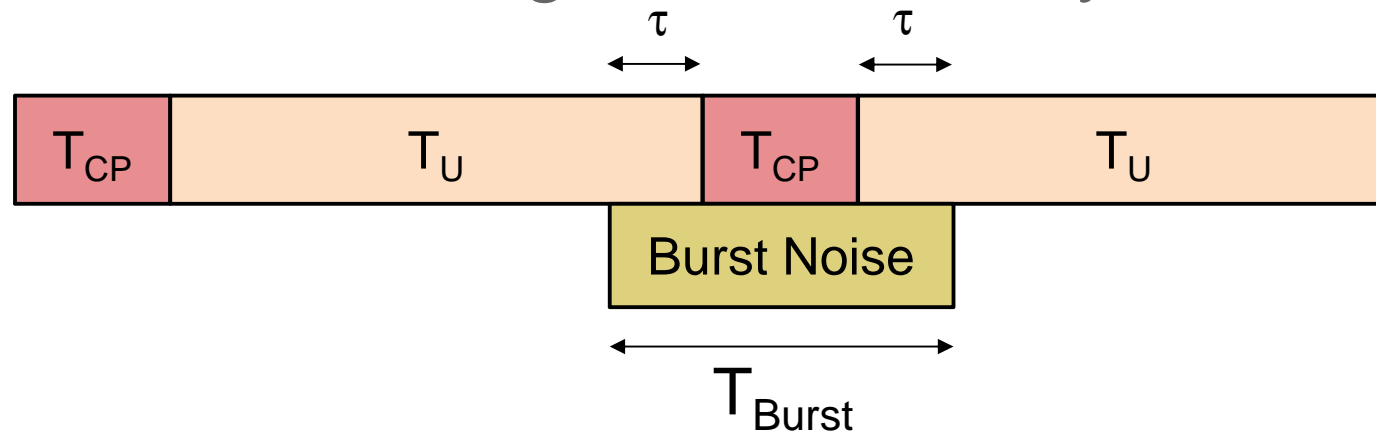 τ τ
T_CP T_U T_CP T_U
Burst Noise
T_Burst